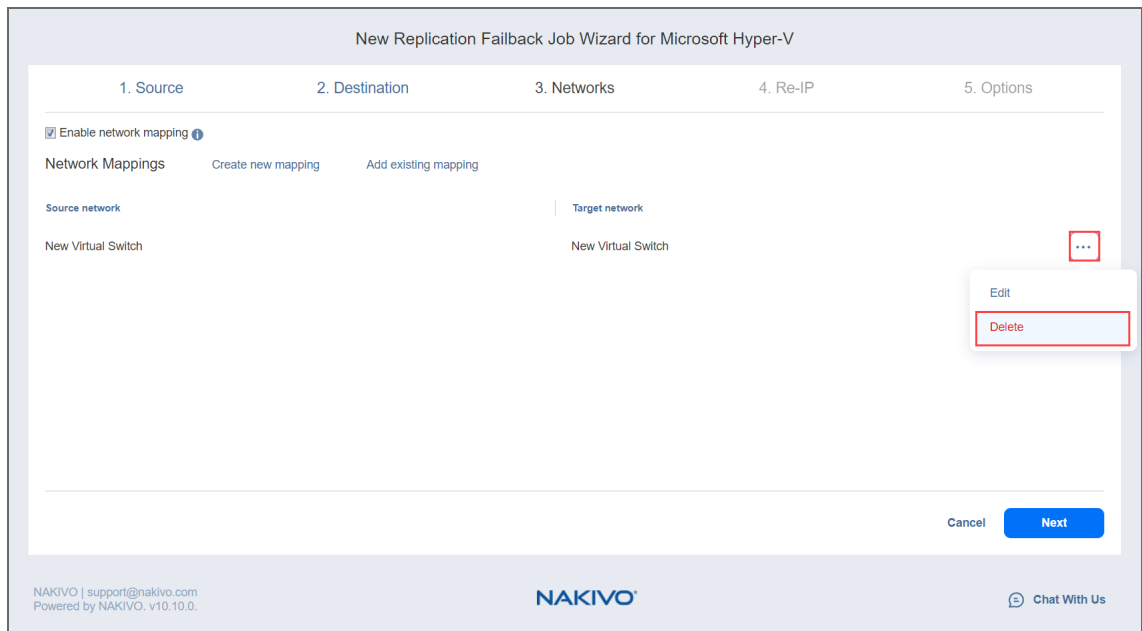 New Replication Failback Job Wizard for Microsoft Hyper-V
1. Source 2. Destination 3. Networks 4. Re-IP 5. Options
Enable network mapping
Network Mappings Create new mapping Add existing mapping
Source network Target network
New Virtual Switch New Virtual Switch ...
Edit
Delete
Cancel Next
NAKIVO | support@nakivo.com
Powered by NAKIVO. v10.10.0.
NAKIVO®
Chat With Us